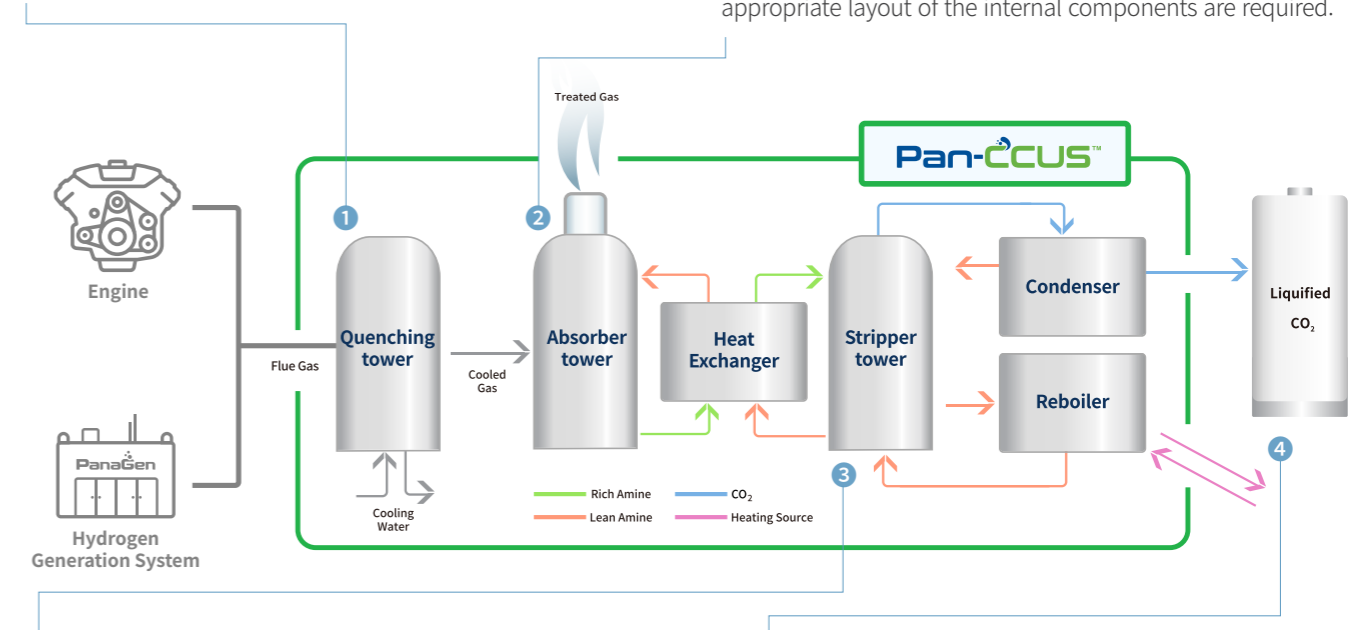 appropriate layout of the internal components are required.
Treated Gas
Pan-CCUS™
1
2
Engine
Quenching
tower
Absorber
tower
Heat
Exchanger
Stripper
tower
Condenser
Liquified
CO₂
Flue Gas
Cooled
Gas
Reboiler
PanaGen
Hydrogen
Generation System
Cooling
Water
3
4
Rich Amine
CO₂
Lean Amine
Heating Source